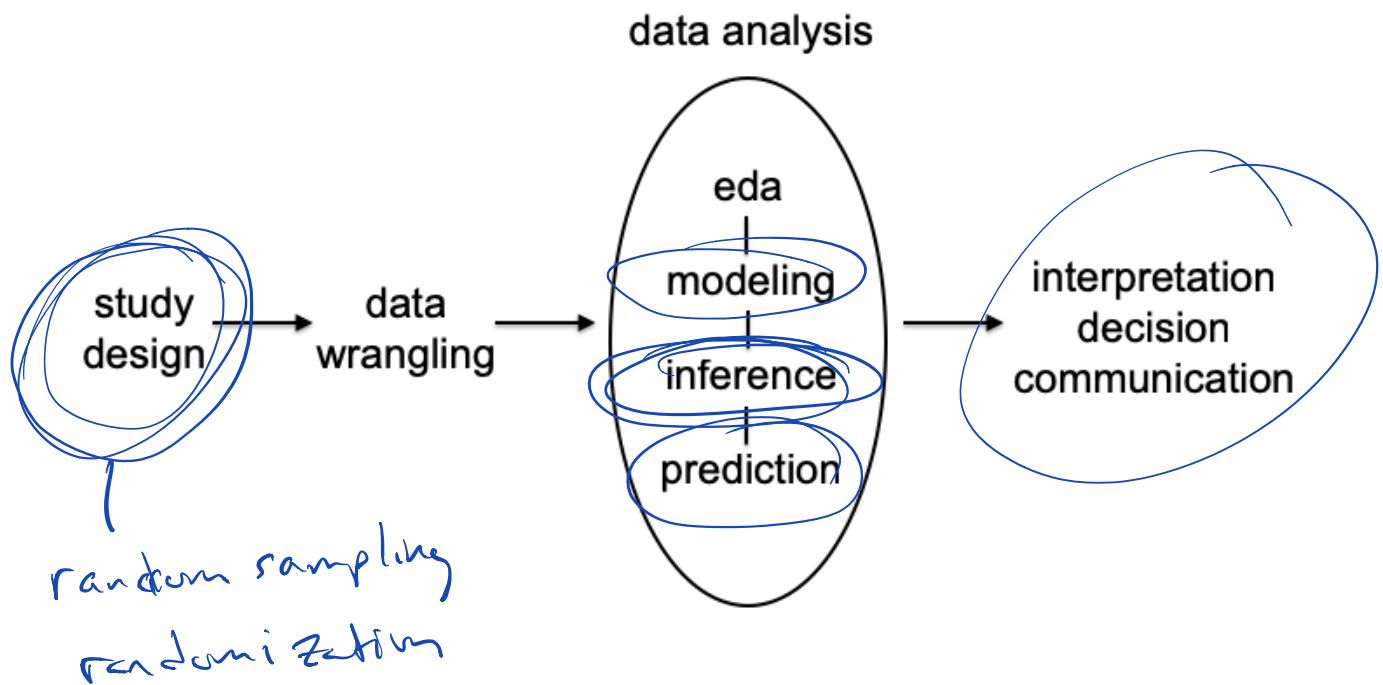 data analysis
study
design
data
wrangling
eda
modeling
inference
prediction
interpretation
decision
communication
random sampling
randomization